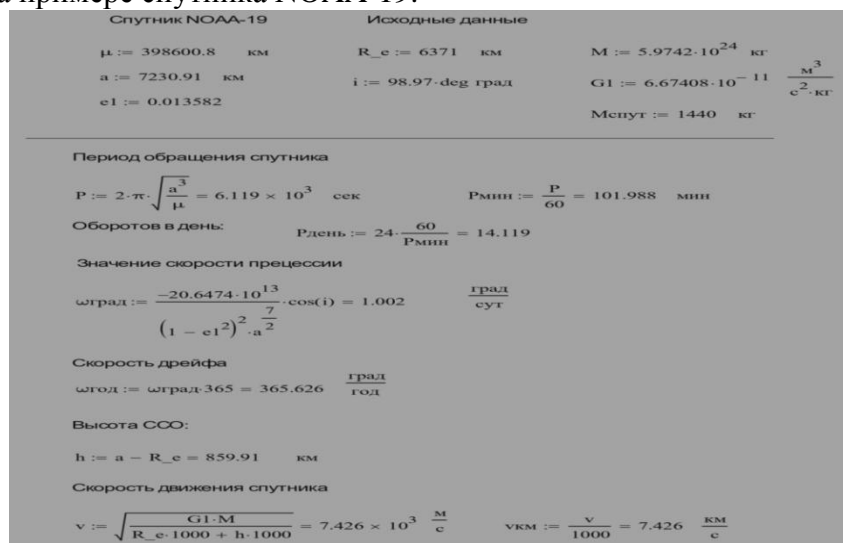 а примере спутника NOAA-19.
Спутник NOAA-19 Исходные данные
μ := 398600.8 км R_e := 6371 км M := 5.9742·10^24 кг
a := 7230.91 км i := 98.97·deg град G1 := 6.67408·10^−11 м^3/(с^2·кг)
e1 := 0.013582
Mспут := 1440 кг
Период обращения спутника
P := 2·π·√(a^3/μ) = 6.119 × 10^3 сек Pмин := P/60 = 101.988 мин
Оборотов в день: Pдень := 24·60/Pмин = 14.119
Значение скорости прецессии
ωград := −20.6474·10^13/((1 − e1^2)^2·a^(7/2))·cos(i) = 1.002 град/сут
Скорость дрейфа
ωгод := ωград·365 = 365.626 град/год
Высота ССО:
h := a − R_e = 859.91 км
Скорость движения спутника
v := √(G1·M/(R_e·1000 + h·1000)) = 7.426 × 10^3 м/с vкм := v/1000 = 7.426 км/с